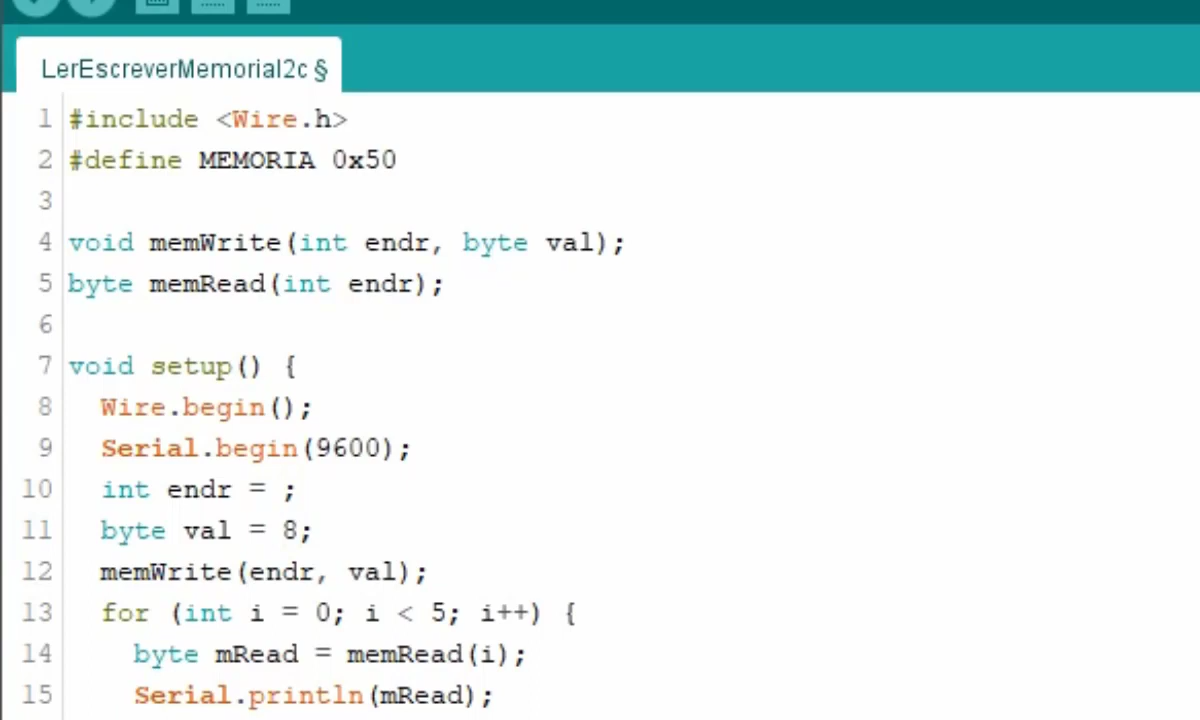 LerEscreverMemorial2c §
1 #include <Wire.h>
2 #define MEMORIA 0x50
3
4 void memWrite(int endr, byte val);
5 byte memRead(int endr);
6
7 void setup() {
8 Wire.begin();
9 Serial.begin(9600);
10 int endr = ;
11 byte val = 8;
12 memWrite(endr, val);
13 for (int i = 0; i < 5; i++) {
14 byte mRead = memRead(i);
15 Serial.println(mRead);